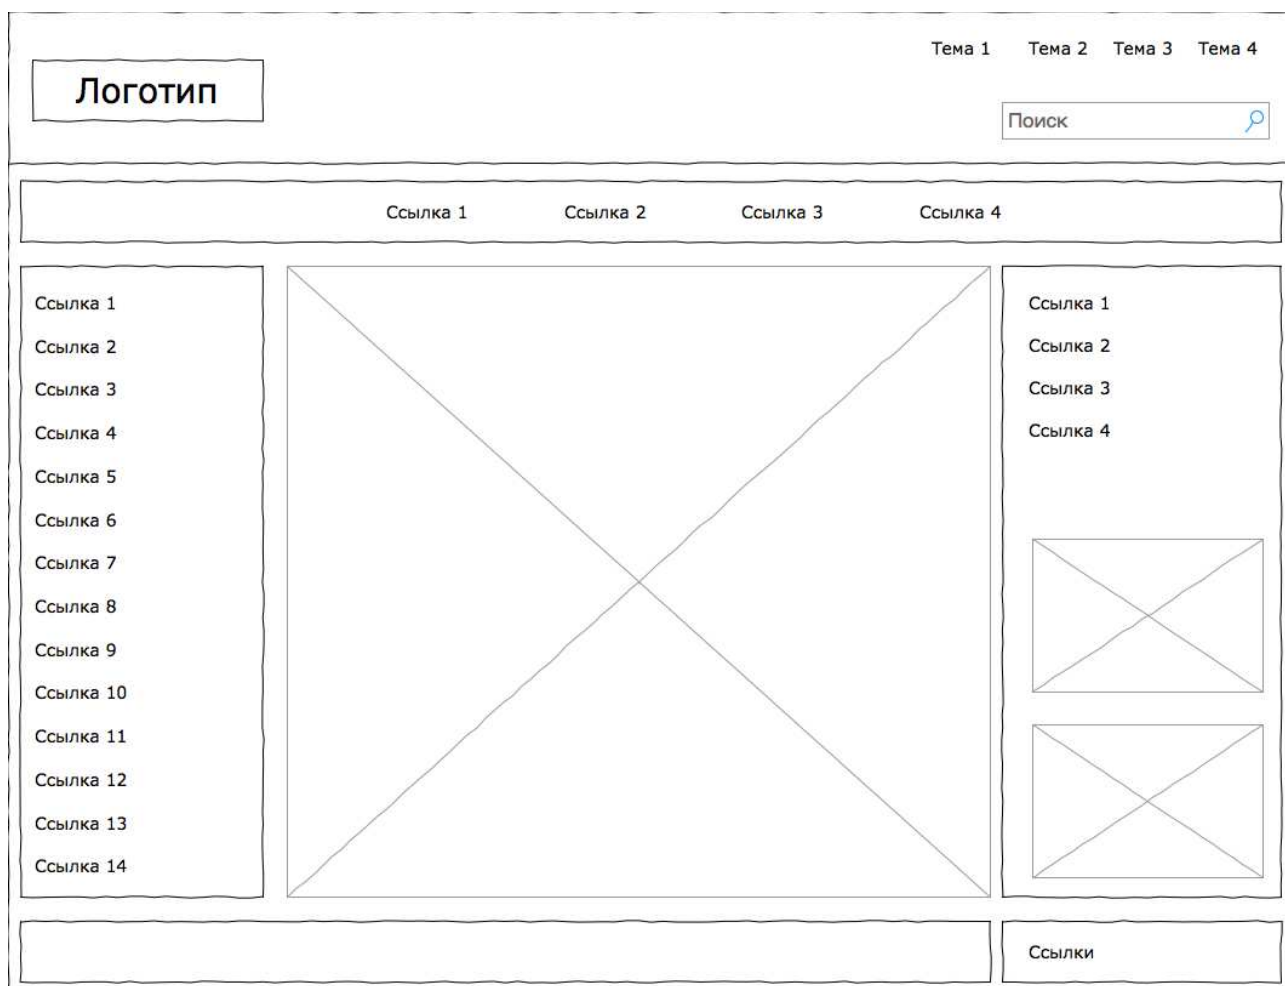 Тема 1 Тема 2 Тема 3 Тема 4
Логотип
Поиск
Ссылка 1 Ссылка 2 Ссылка 3 Ссылка 4
Ссылка 1
Ссылка 2
Ссылка 3
Ссылка 4
Ссылка 5
Ссылка 6
Ссылка 7
Ссылка 8
Ссылка 9
Ссылка 10
Ссылка 11
Ссылка 12
Ссылка 13
Ссылка 14
Ссылка 1
Ссылка 2
Ссылка 3
Ссылка 4
Ссылки